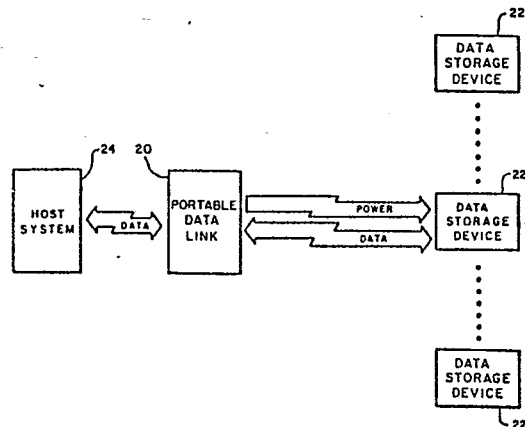 22
DATA
STORAGE
DEVICE
24
20
22
HOST
SYSTEM
DATA
PORTABLE
DATA
LINK
POWER
DATA
DATA
STORAGE
DEVICE
DATA
STORAGE
DEVICE
22